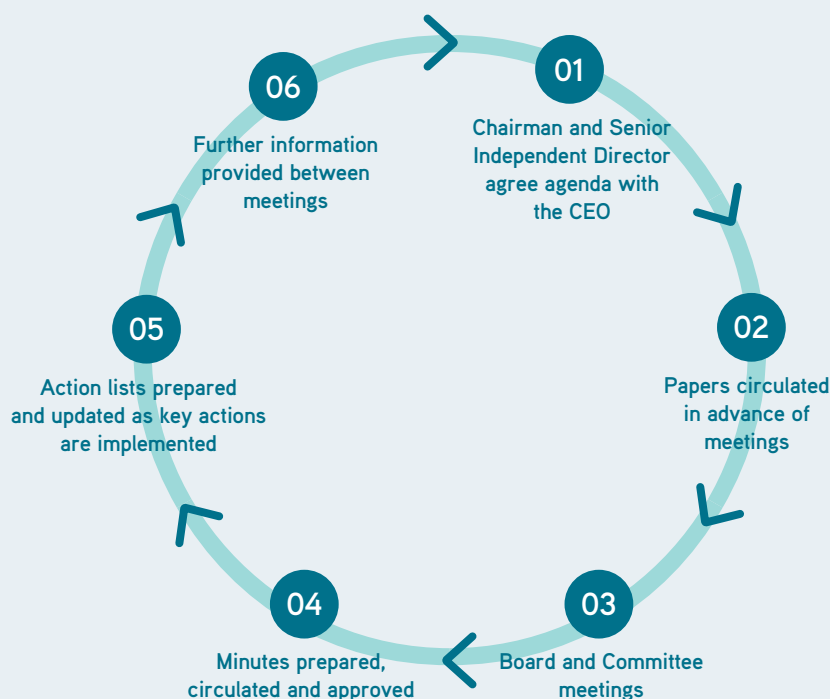 01
Chairman and Senior
Independent Director
agree agenda with
the CEO
02
Papers circulated
in advance of
meetings
03
Board and Committee
meetings
04
Minutes prepared,
circulated and approved
05
Action lists prepared
and updated as key actions
are implemented
06
Further information
provided between
meetings